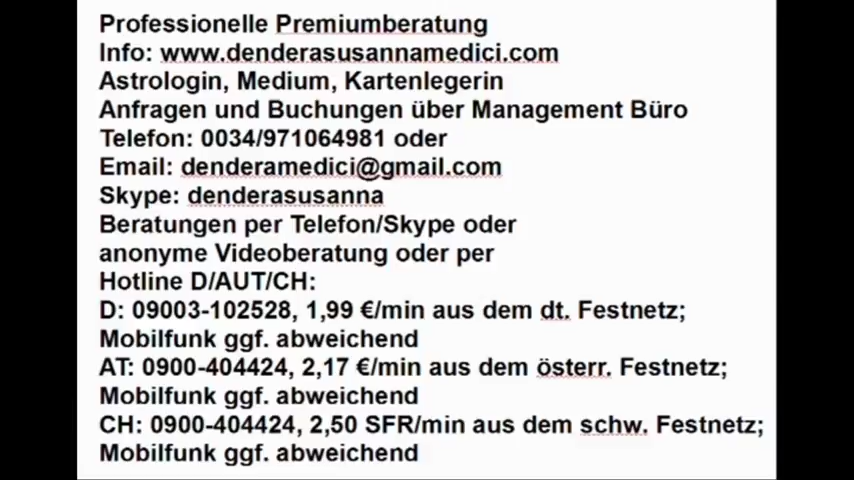 Professionelle Premiumberatung
Info: www.denderasusannamedici.com
Astrologin, Medium, Kartenlegerin
Anfragen und Buchungen über Management Büro
Telefon: 0034/971064981 oder
Email: denderamedici@gmail.com
Skype: denderasusanna
Beratungen per Telefon/Skype oder
anonyme Videoberatung oder per
Hotline D/AUT/CH:
D: 09003-102528, 1,99 €/min aus dem dt. Festnetz;
Mobilfunk ggf. abweichend
AT: 0900-404424, 2,17 €/min aus dem österr. Festnetz;
Mobilfunk ggf. abweichend
CH: 0900-404424, 2,50 SFR/min aus dem schw. Festnetz;
Mobilfunk ggf. abweichend